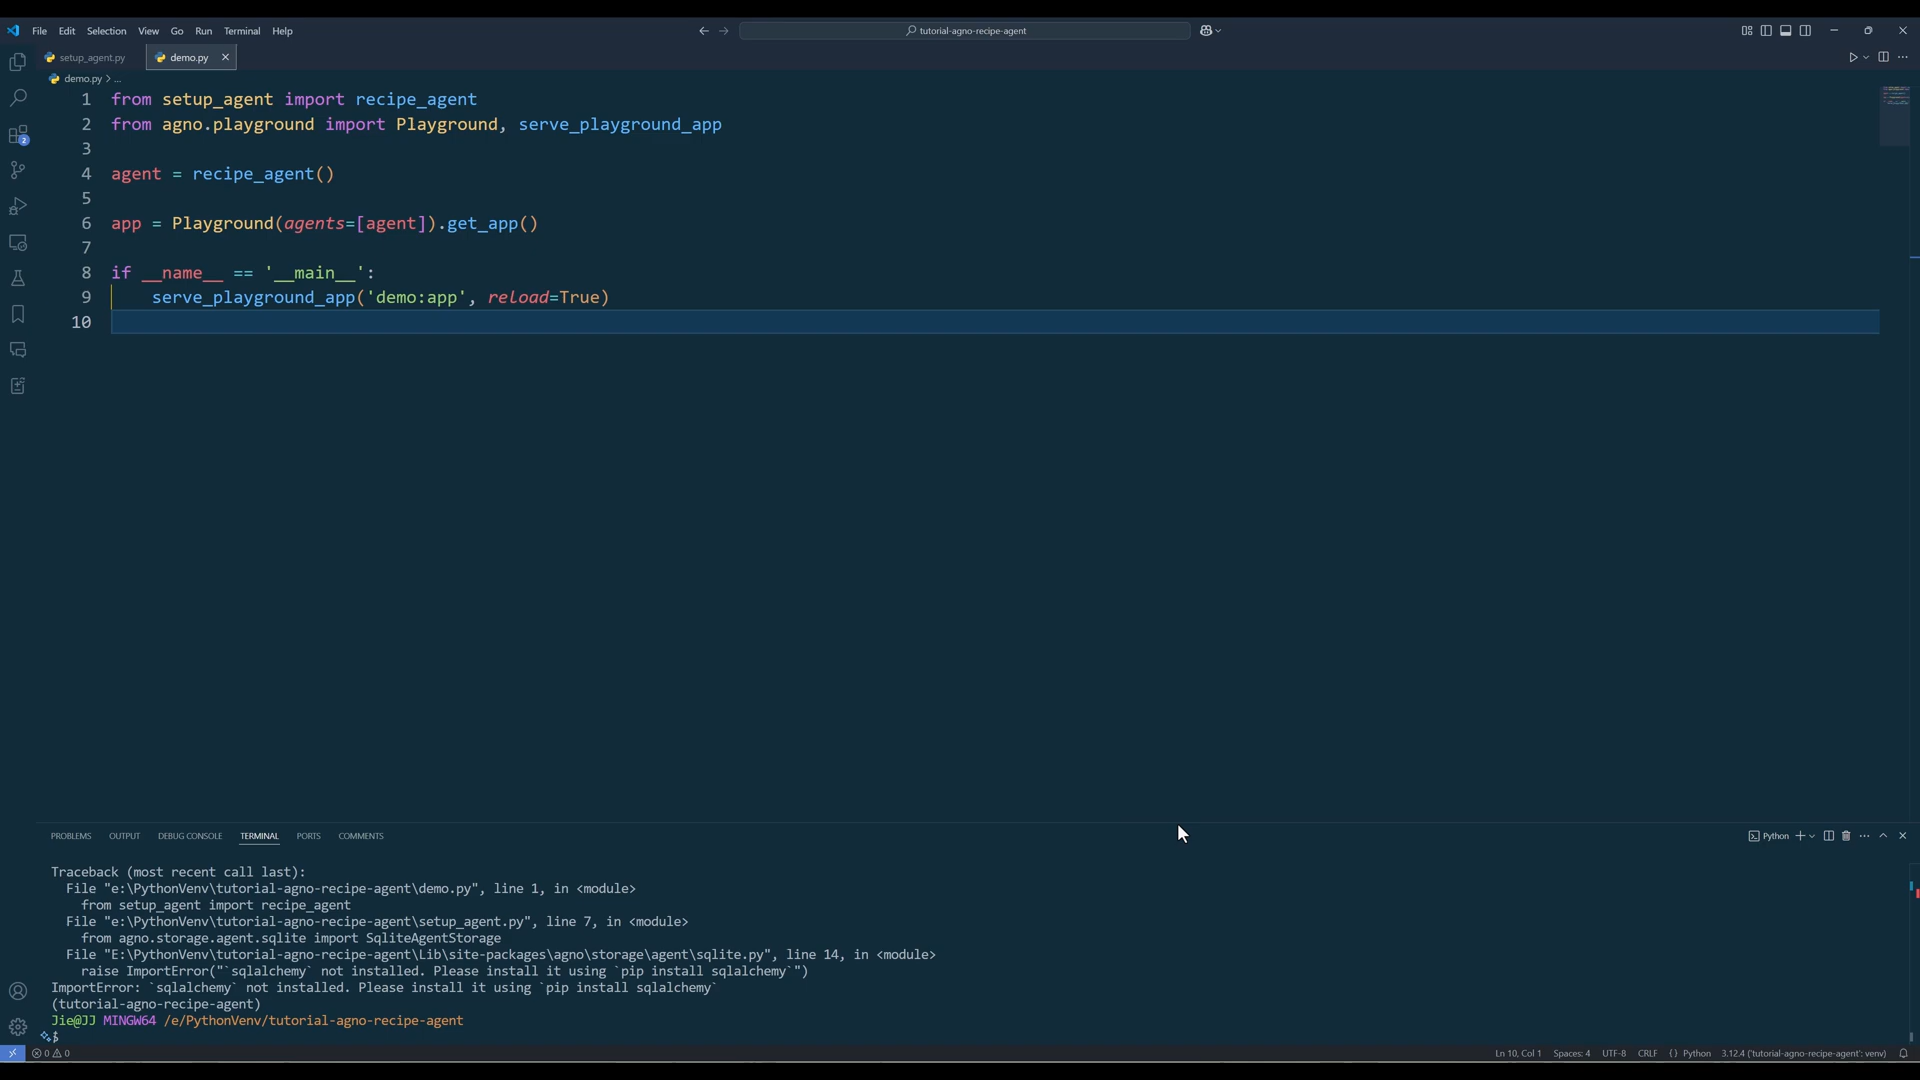 File Edit Selection View Go Run Terminal Help
tutorial-agno-recipe-agent
setup_agent.py
demo.py
demo.py > ...
1 from setup_agent import recipe_agent
2 from agno.playground import Playground, serve_playground_app
3
4 agent = recipe_agent()
5
6 app = Playground(agents=[agent]).get_app()
7
8 if __name__ == '__main__':
9 serve_playground_app('demo:app', reload=True)
10
2
PROBLEMS OUTPUT DEBUG CONSOLE TERMINAL PORTS COMMENTS
Python
Traceback (most recent call last):
File "e:\PythonVenv\tutorial-agno-recipe-agent\demo.py", line 1, in <module>
from setup_agent import recipe_agent
File "e:\PythonVenv\tutorial-agno-recipe-agent\setup_agent.py", line 7, in <module>
from agno.storage.agent.sqlite import SqliteAgentStorage
File "E:\PythonVenv\tutorial-agno-recipe-agent\Lib\site-packages\agno\storage\agent\sqlite.py", line 14, in <module>
raise ImportError("`sqlalchemy` not installed. Please install it using `pip install sqlalchemy`")
ImportError: `sqlalchemy` not installed. Please install it using `pip install sqlalchemy`
(tutorial-agno-recipe-agent)
Jie@JJ MINGW64 /e/PythonVenv/tutorial-agno-recipe-agent
$
0 0
Ln 10, Col 1 Spaces: 4 UTF-8 CRLF {} Python 3.12.4 ('tutorial-agno-recipe-agent': venv)